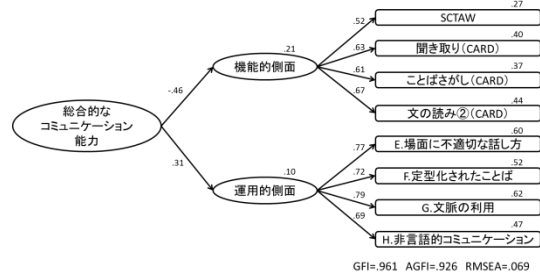 .27
.52
SCTAW
.40
.63
聞き取り(CARD)
.21
機能的側面
.37
.61
ことばさがし(CARD)
-.46
.67
.44
文の読み②(CARD)
総合的な
コミュニケーション
能力
.60
.77
E.場面に不適切な話し方
.31
.52
.72
F.定型化されたことば
.10
運用的側面
.62
.79
G.文脈の利用
.69
.47
H.非言語的コミュニケーション
GFI=.961 AGFI=.926 RMSEA=.069